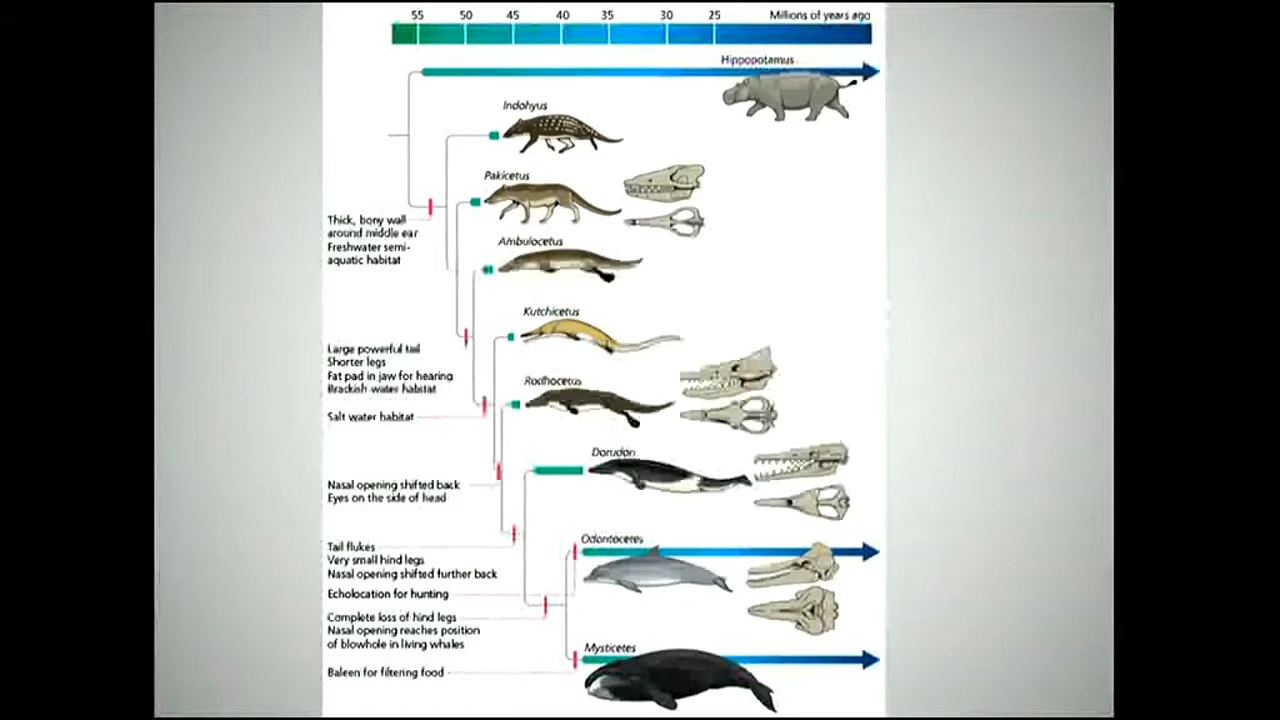 55 50 45 40 35 30 25 Millions of years ago
Hippopotamus
Indohyus
Pakicetus
Thick, bony wall
around middle ear
Freshwater semi-
aquatic habitat
Ambulocetus
Kutchicetus
Large powerful tail
Shorter legs
Fat pad in jaw for hearing
Brackish water habitat
Rodhocetus
Salt water habitat
Dorudon
Nasal opening shifted back
Eyes on the side of head
Odontocetes
Tail flukes
Very small hind legs
Nasal opening shifted further back
Echolocation for hunting
Complete loss of hind legs
Nasal opening reaches position
of blowhole in living whales
Mysticetes
Baleen for filtering food